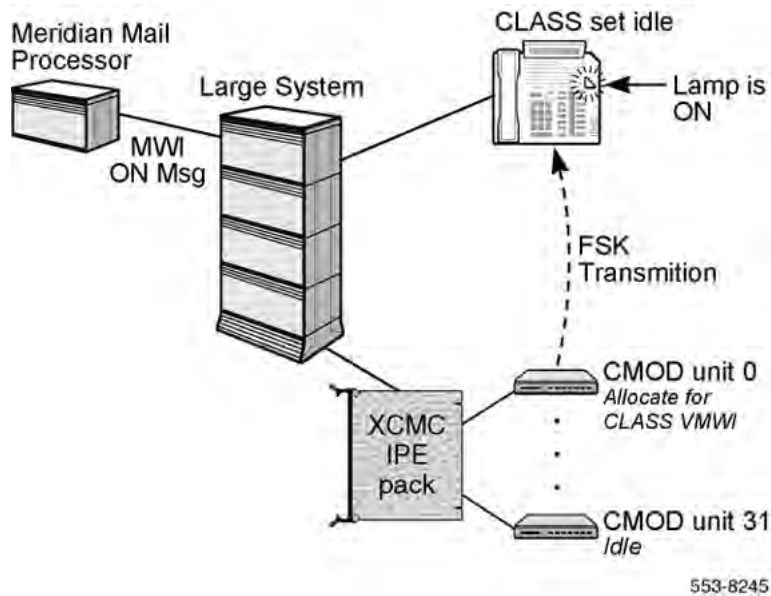 Meridian Mail
Processor
CLASS set idle
Large System
Lamp is
ON
MWI
ON Msg
FSK
Transmition
XCMC
IPE
pack
CMOD unit 0
Allocate for
CLASS VMWI
CMOD unit 31
Idle
553-8245